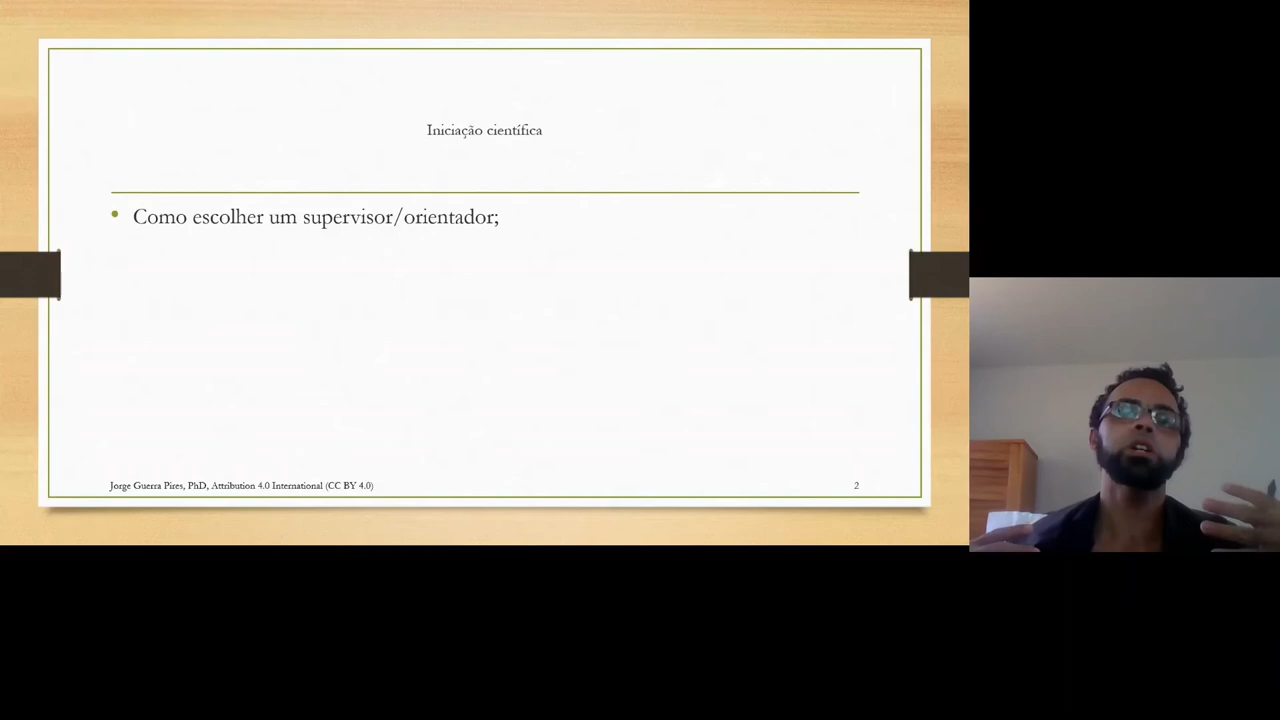 Iniciação científica
• Como escolher um supervisor/orientador;
Jorge Guerra Pires, PhD, Attribution 4.0 International (CC BY 4.0)
2